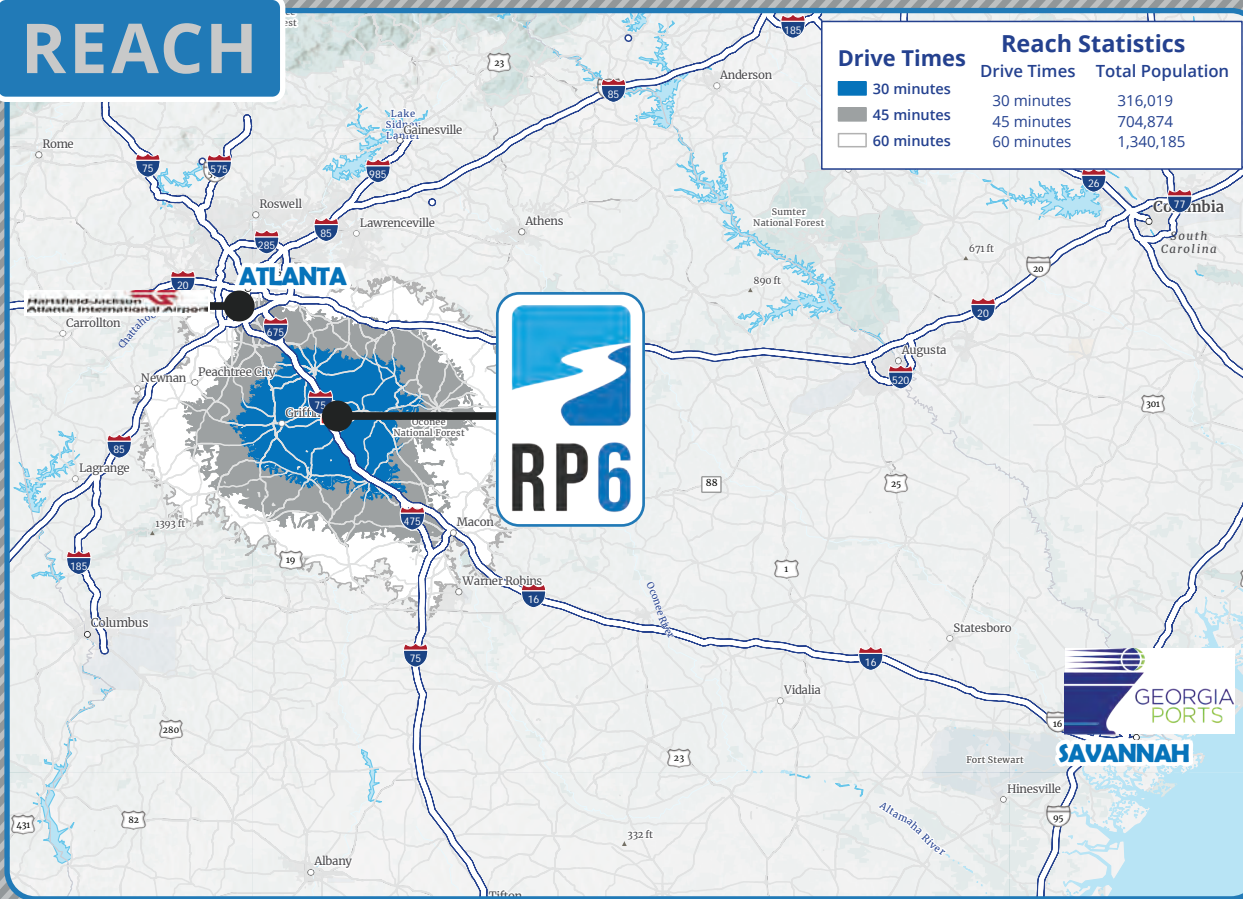 REACH
Drive Times
30 minutes
45 minutes
60 minutes
Reach Statistics
Drive Times Total Population
30 minutes 316,019
45 minutes 704,874
60 minutes 1,340,185
est
185
23
Anderson
85
Lake
Sidney
Lanier
Gainesville
Rome
75
575
985
26
77
Columbia
South
Carolina
Roswell
Lawrenceville
Athens
Sumter
National Forest
285
85
671 ft
20
ATLANTA
20
890 ft
Hartsfield-Jackson
Atlanta International Airport
20
Carrollton
675
Augusta
520
Newnan
Peachtree City
75
301
Oconee
National Forest
RP6
85
Lagrange
88
25
1393 ft
475
Macon
19
185
1
Warner Robins
16
Oconee River
Columbus
Statesboro
75
16
GEORGIA
PORTS
Vidalia
16
280
SAVANNAH
23
Fort Stewart
Hinesville
431
82
95
Altamaha River
332 ft
Albany
Tifton